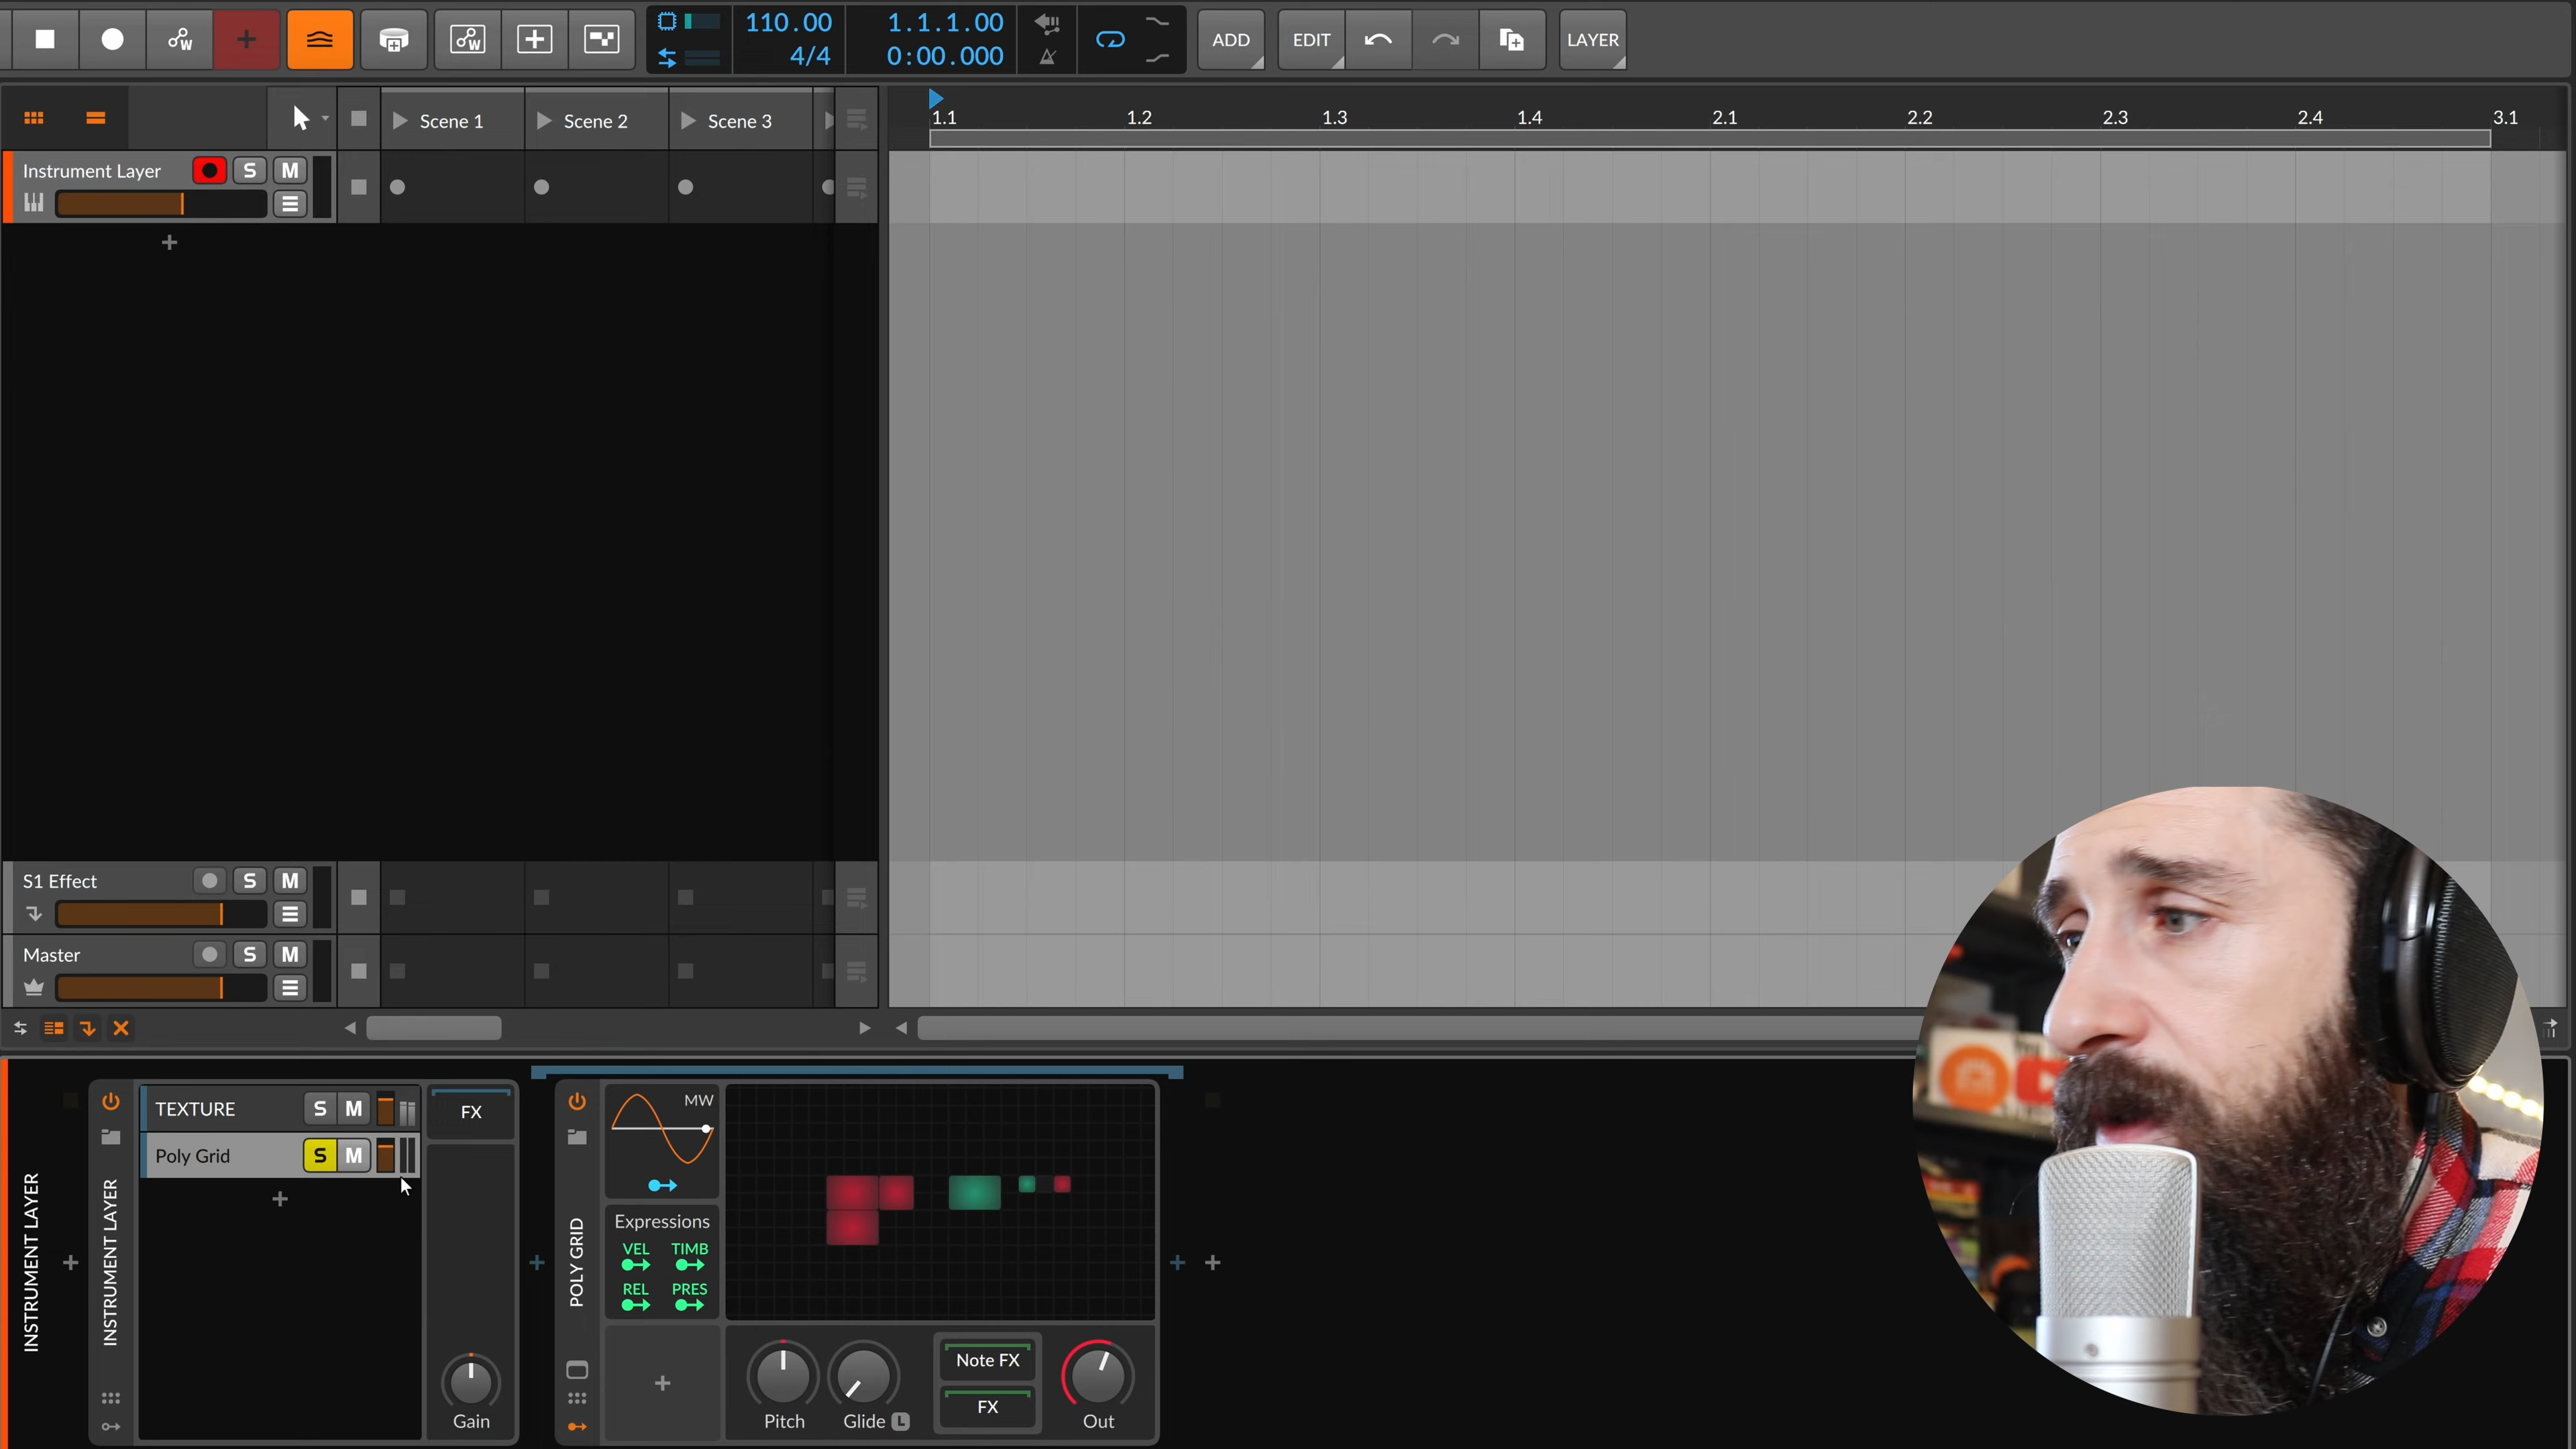 110.00
4/4
1.1.1.00
0:00.000
ADD
EDIT
LAYER
Scene 1
Scene 2
Scene 3
1.1
1.2
1.3
1.4
2.1
2.2
2.3
2.4
3.1
Instrument Layer
S
M
S1 Effect
S
M
Master
S
M
INSTRUMENT LAYER
INSTRUMENT LAYER
TEXTURE
S
M
Poly Grid
S
M
FX
Gain
POLY GRID
MW
Expressions
VEL
TIMB
REL
PRES
Pitch
Glide
L
Note FX
FX
Out